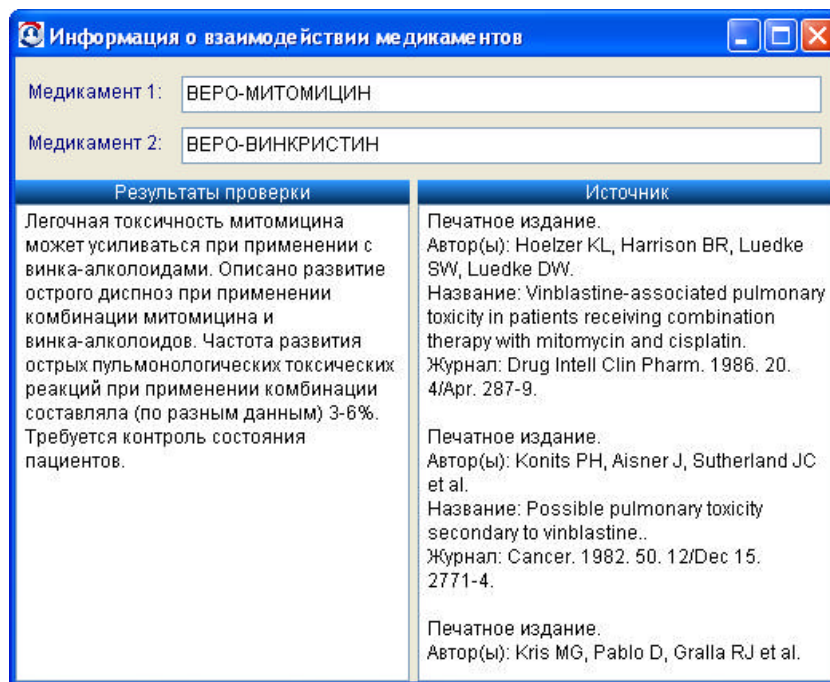 Информация о взаимодействии медикаментов
Медикамент 1: ВЕРО-МИТОМИЦИН
Медикамент 2: ВЕРО-ВИНКРИСТИН
Результаты проверки
Легочная токсичность митомицина
может усиливаться при применении с
винка-алколоидами. Описано развитие
острого диспноэ при применении
комбинации митомицина и
винка-алколоидов. Частота развития
острых пульмонологических токсических
реакций при применении комбинации
составляла (по разным данным) 3-6%.
Требуется контроль состояния
пациентов.
Источник
Печатное издание.
Автор(ы): Hoelzer KL, Harrison BR, Luedke
SW, Luedke DW.
Название: Vinblastine-associated pulmonary
toxicity in patients receiving combination
therapy with mitomycin and cisplatin.
Журнал: Drug Intell Clin Pharm. 1986. 20.
4/Apr. 287-9.
Печатное издание.
Автор(ы): Konits PH, Aisner J, Sutherland JC
et al.
Название: Possible pulmonary toxicity
secondary to vinblastine..
Журнал: Cancer. 1982. 50. 12/Dec 15.
2771-4.
Печатное издание.
Автор(ы): Kris MG, Pablo D, Gralla RJ et al.